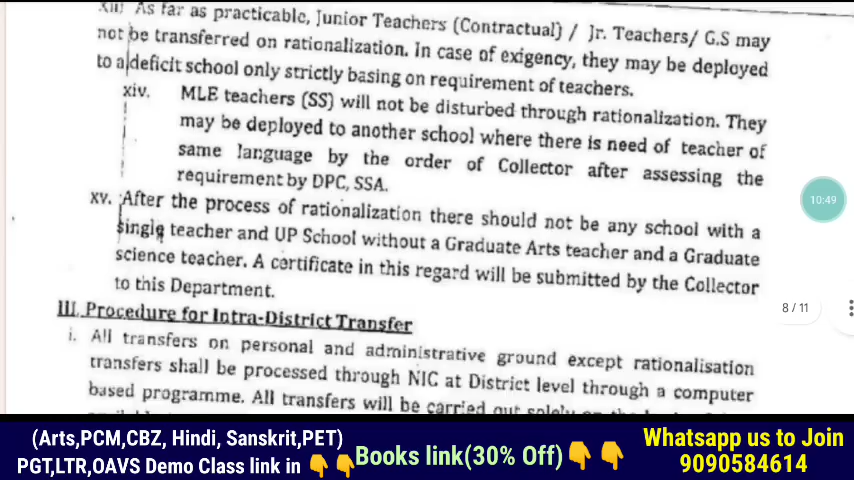 xiii As far as practicable, Junior Teachers (Contractual) / Jr. Teachers/ G.S may
not be transferred on rationalization. In case of exigency, they may be deployed
to a deficit school only strictly basing on requirement of teachers.
xiv. MLE teachers (SS) will not be disturbed through rationalization. They
may be deployed to another school where there is need of teacher of
same language by the order of Collector after assessing the
requirement by DPC, SSA.
xv. After the process of rationalization there should not be any school with a
single teacher and UP School without a Graduate Arts teacher and a Graduate
science teacher. A certificate in this regard will be submitted by the Collector
to this Department.
III. Procedure for Intra-District Transfer
i. All transfers on personal and administrative ground except rationalisation
transfers shall be processed through NIC at District level through a computer
based programme. All transfers will be carried out solely on the
10:49
8 / 11
(Arts,PCM,CBZ, Hindi, Sanskrit,PET)
PGT,LTR,OAVS Demo Class link in 👇👇
Books link(30% Off)👇👇
Whatsapp us to Join
9090584614